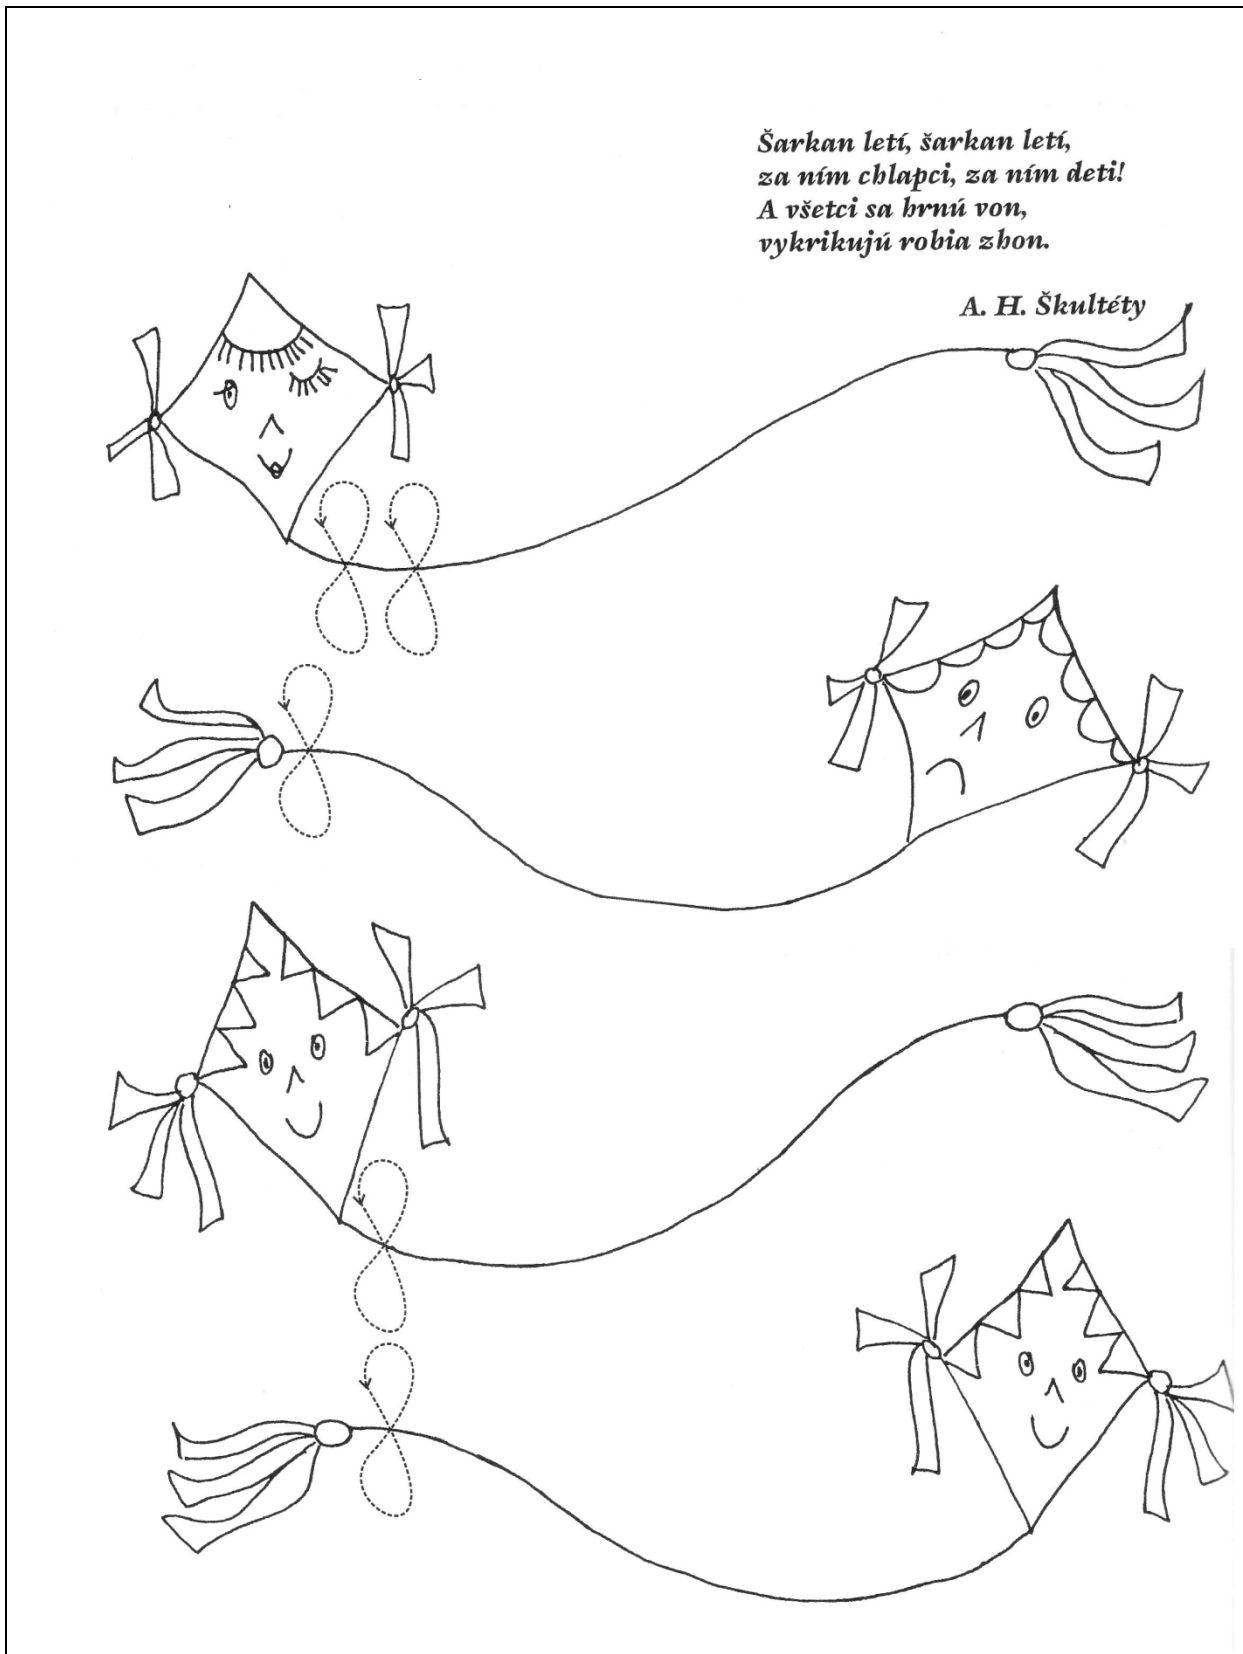 Šarkan letí, šarkan letí,
za ním chlapci, za ním deti!
A všetci sa hrnú von,
vykrikujú robia zhon.
A. H. Škultéty